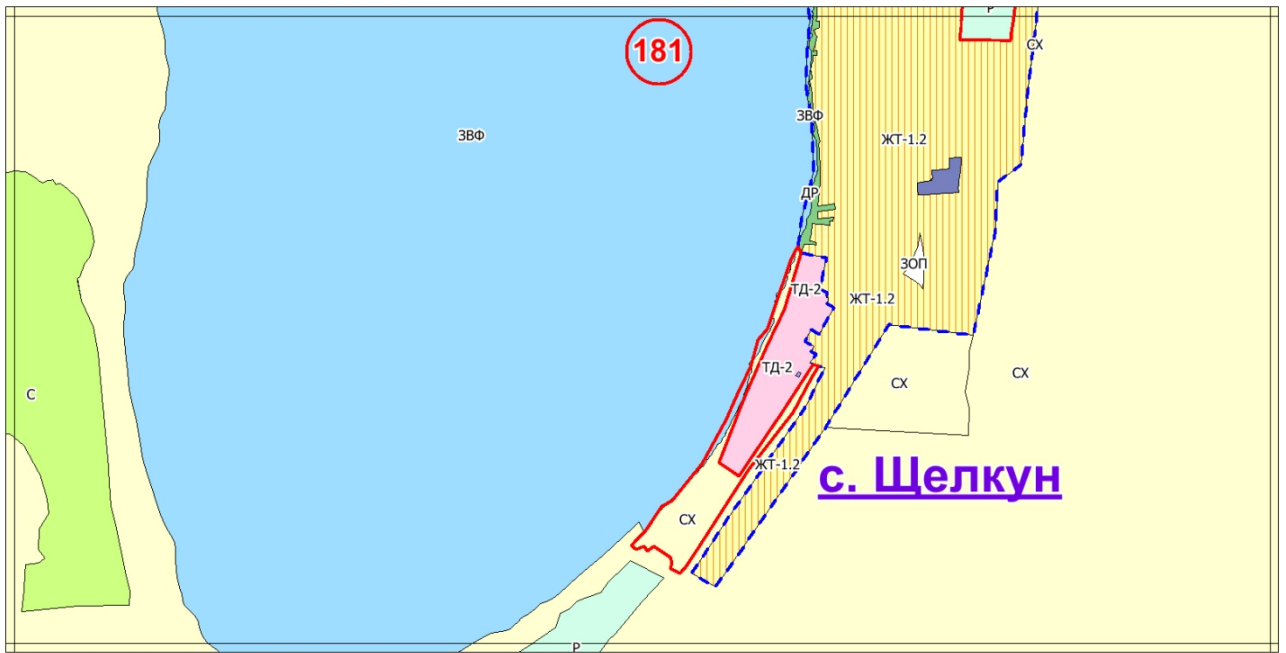 Р
181
СХ
ЗВФ
ЗВФ
ЖТ-1.2
ДР
ЗОП
ТД-2
ЖТ-1.2
ТД-2
СХ
СХ
С
ЖТ-1.2
с. Щелкун
СХ
Р